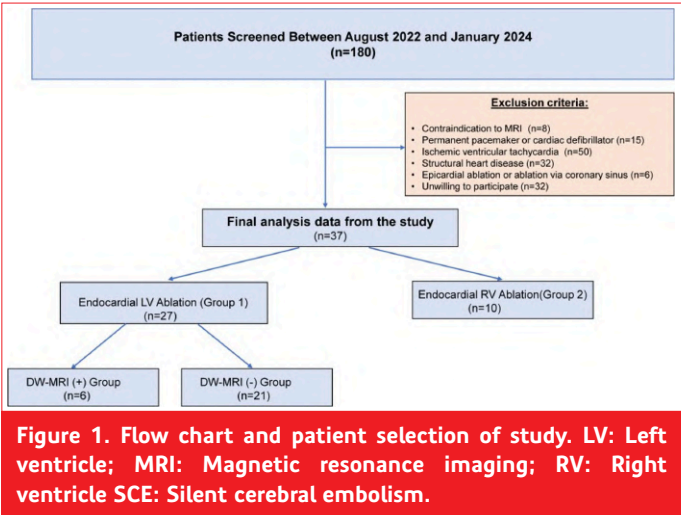 Patients Screened Between August 2022 and January 2024
(n=180)
Exclusion criteria:
• Contraindication to MRI (n=8)
• Permanent pacemaker or cardiac defibrillator (n=15)
• Ischemic ventricular tachycardia (n=50)
• Structural heart disease (n=32)
• Epicardial ablation or ablation via coronary sinus (n=6)
• Unwilling to participate (n=32)
Final analysis data from the study
(n=37)
Endocardial LV Ablation (Group 1)
(n=27)
Endocardial RV Ablation(Group 2)
(n=10)
DW-MRI (+) Group
(n=6)
DW-MRI (-) Group
(n=21)
Figure 1. Flow chart and patient selection of study. LV: Left
ventricle; MRI: Magnetic resonance imaging; RV: Right
ventricle SCE: Silent cerebral embolism.